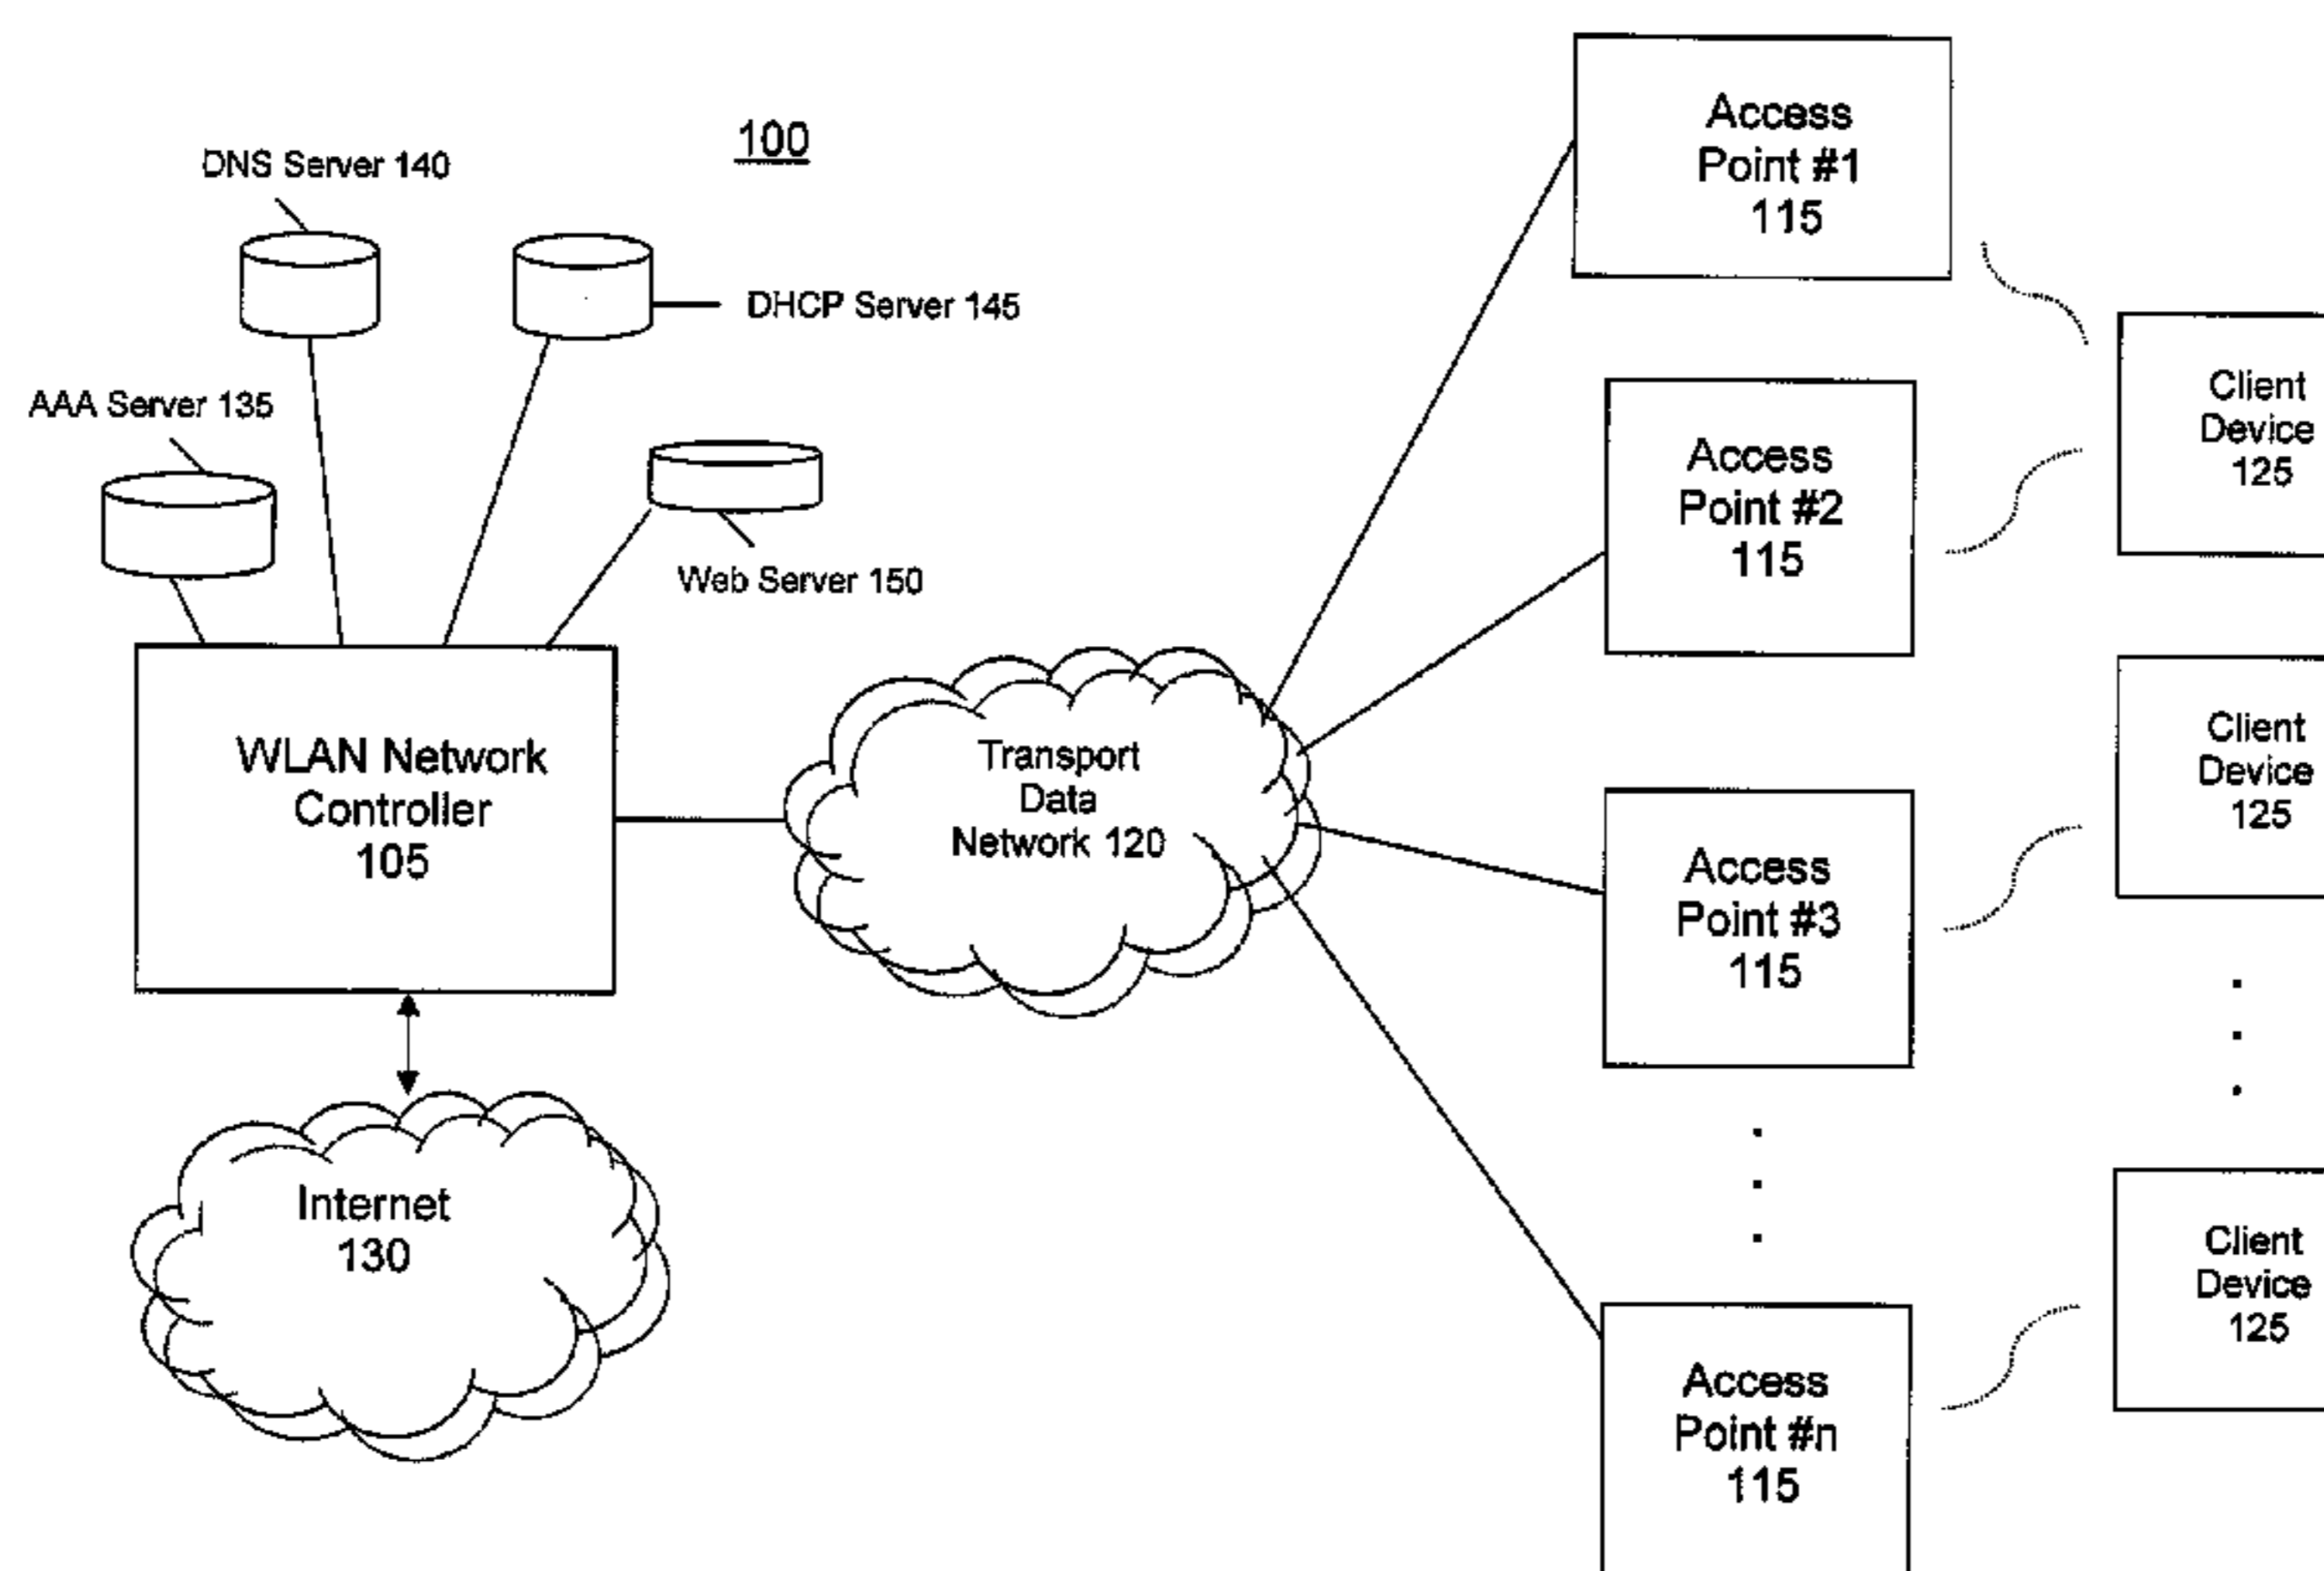 100
DNS Server 140
DHCP Server 145
AAA Server 135
Web Server 150
WLAN Network
Controller
105
Transport
Data
Network 120
Internet
130
Access
Point #1
115
Access
Point #2
115
Access
Point #3
115
Access
Point #n
115
Client
Device
125
Client
Device
125
Client
Device
125